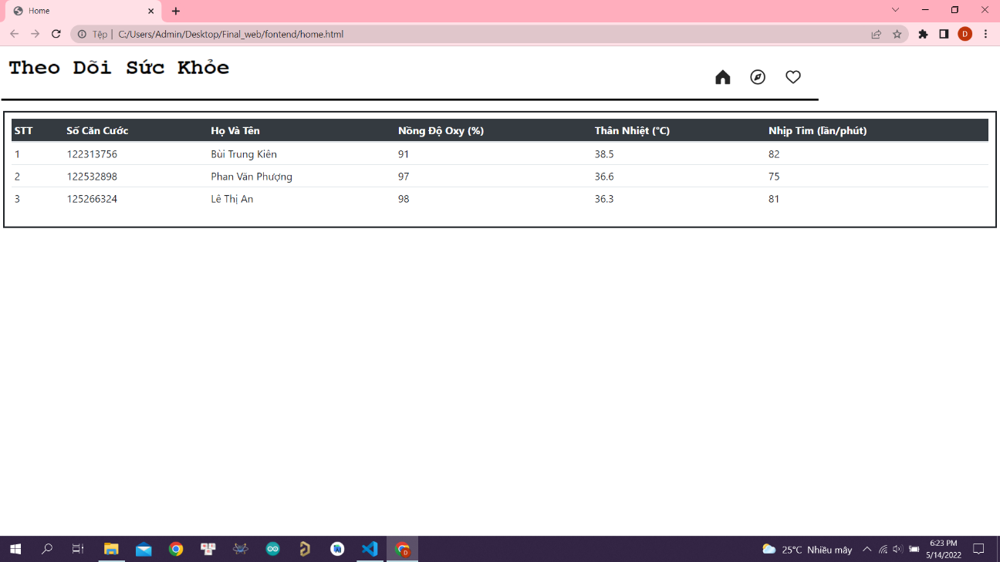 Home
Tệp | C:/Users/Admin/Desktop/Final_web/fontend/home.html
D
Theo Dõi Sức Khỏe
STT Số Căn Cước Họ Và Tên Nồng Độ Oxy (%) Thân Nhiệt (°C) Nhịp Tim (lần/phút)
1 122313756 Bùi Trung Kiên 91 38.5 82
2 122532898 Phan Văn Phượng 97 36.6 75
3 125266324 Lê Thị An 98 36.3 81
25°C Nhiều mây
6:23 PM
5/14/2022